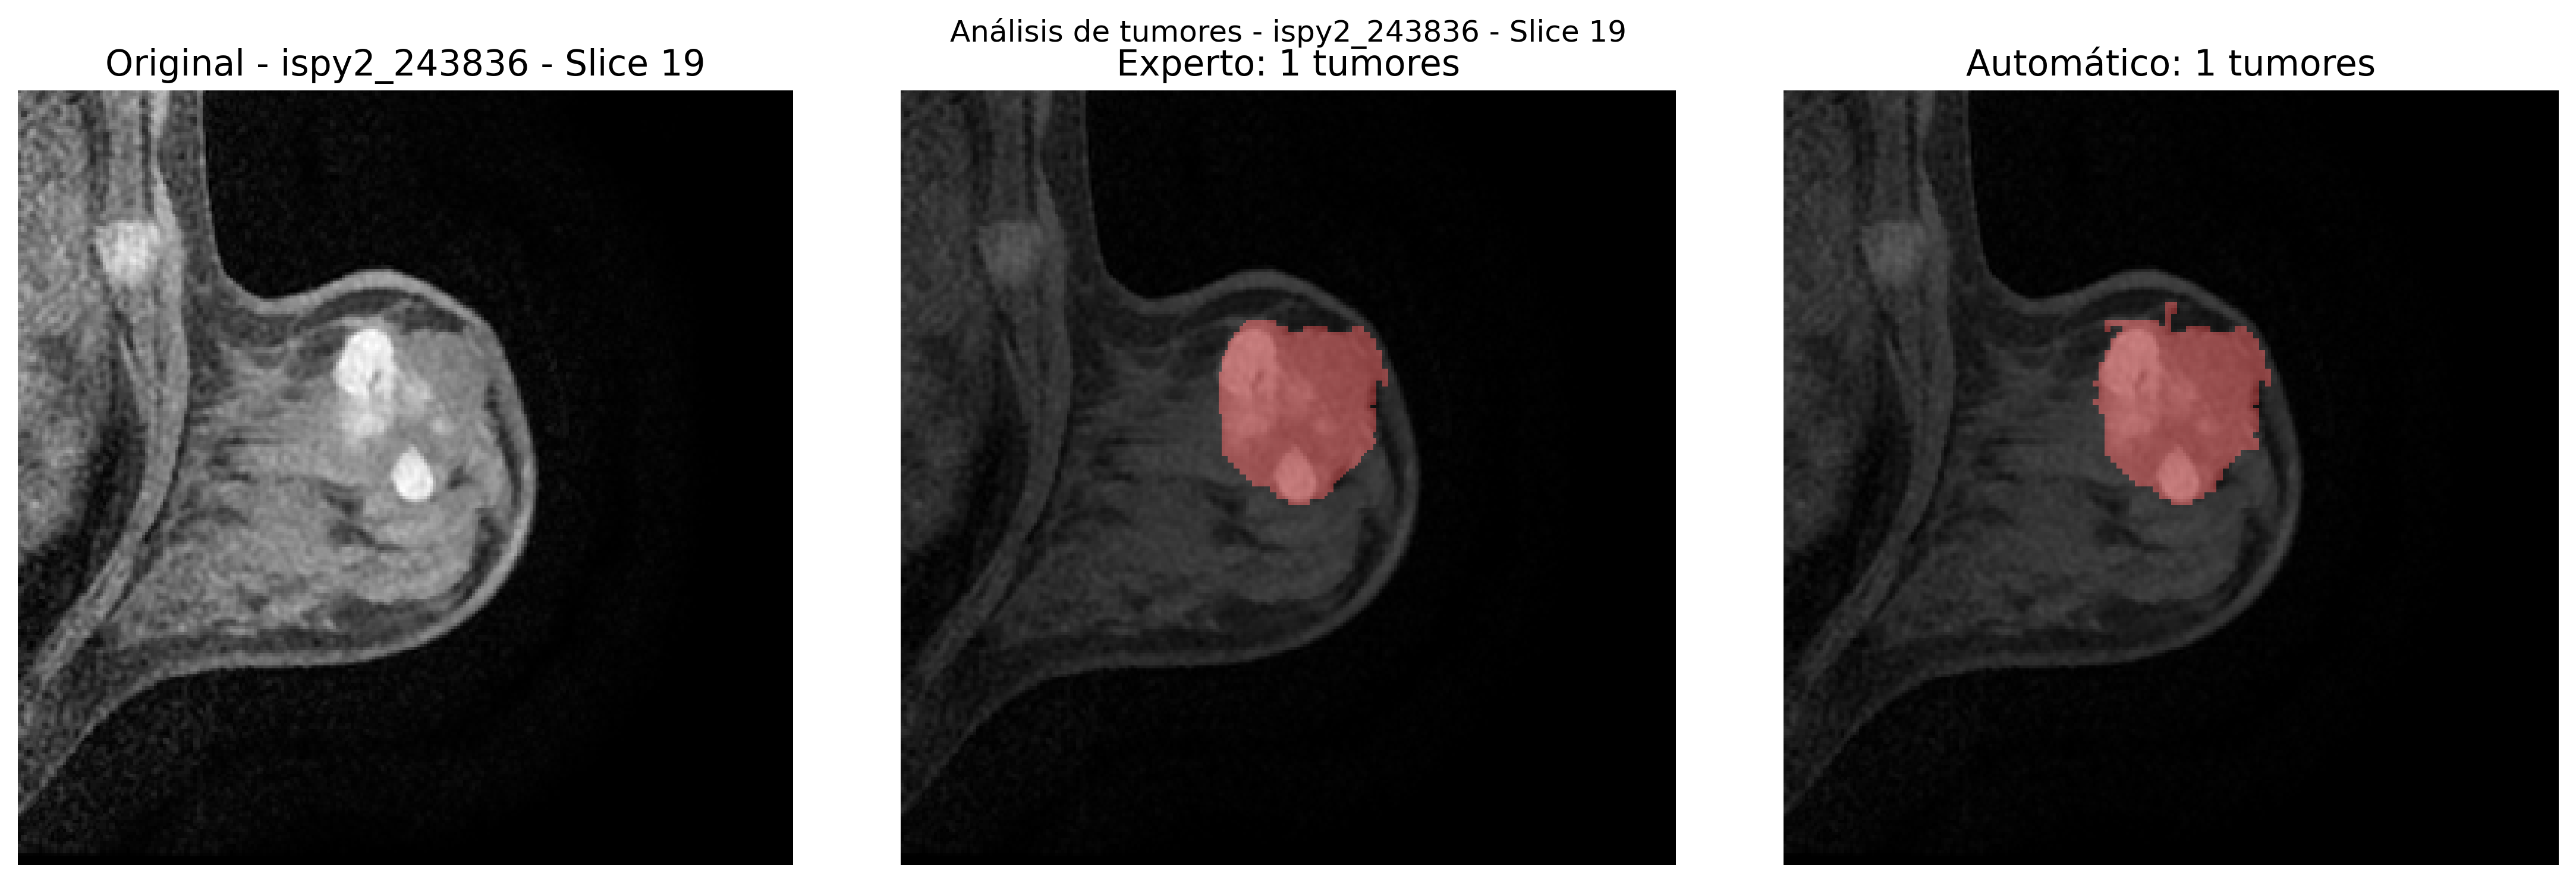 Análisis de tumores - ispy2_243836 - Slice 19
Original - ispy2_243836 - Slice 19
Experto: 1 tumores
Automático: 1 tumores